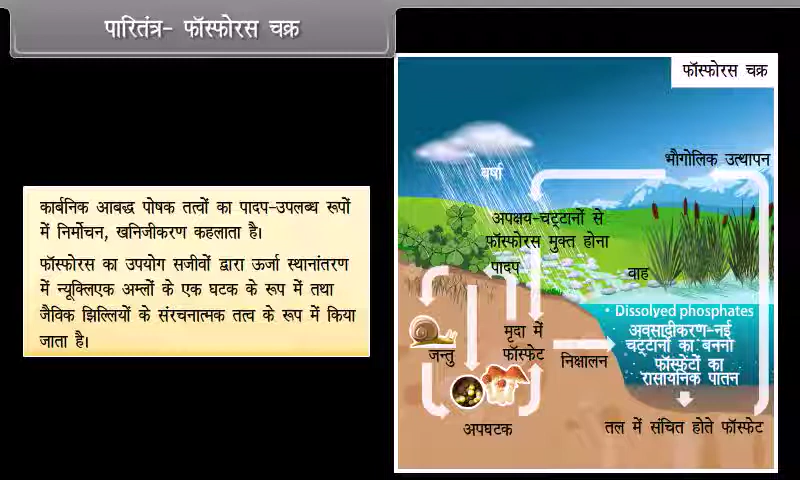 पारितंत्र- फॉस्फोरस चक्र
कार्बनिक आबद्ध पोषक तत्वों का पादप-उपलब्ध रूपों
में निर्मोचन, खनिजीकरण कहलाता है।
फॉस्फोरस का उपयोग सजीवों द्वारा ऊर्जा स्थानांतरण
में न्यूक्लिएक अम्लों के एक घटक के रूप में तथा
जैविक झिल्लियों के संरचनात्मक तत्व के रूप में किया
जाता है।
फॉस्फोरस चक्र
भौगोलिक उत्थापन
वर्षा
अपक्षय-चट्टानों से
फॉस्फोरस मुक्त होना
पादप
वाह
• Dissolyed phosphates
अवसादीकरण-नई
चट्टानों का बनना
फॉस्फेटों का
रासायनिक पातन
मृदा में
फॉस्फेट
जन्तु
निक्षालन
अपघटक
तल में संचित होते फॉस्फेट